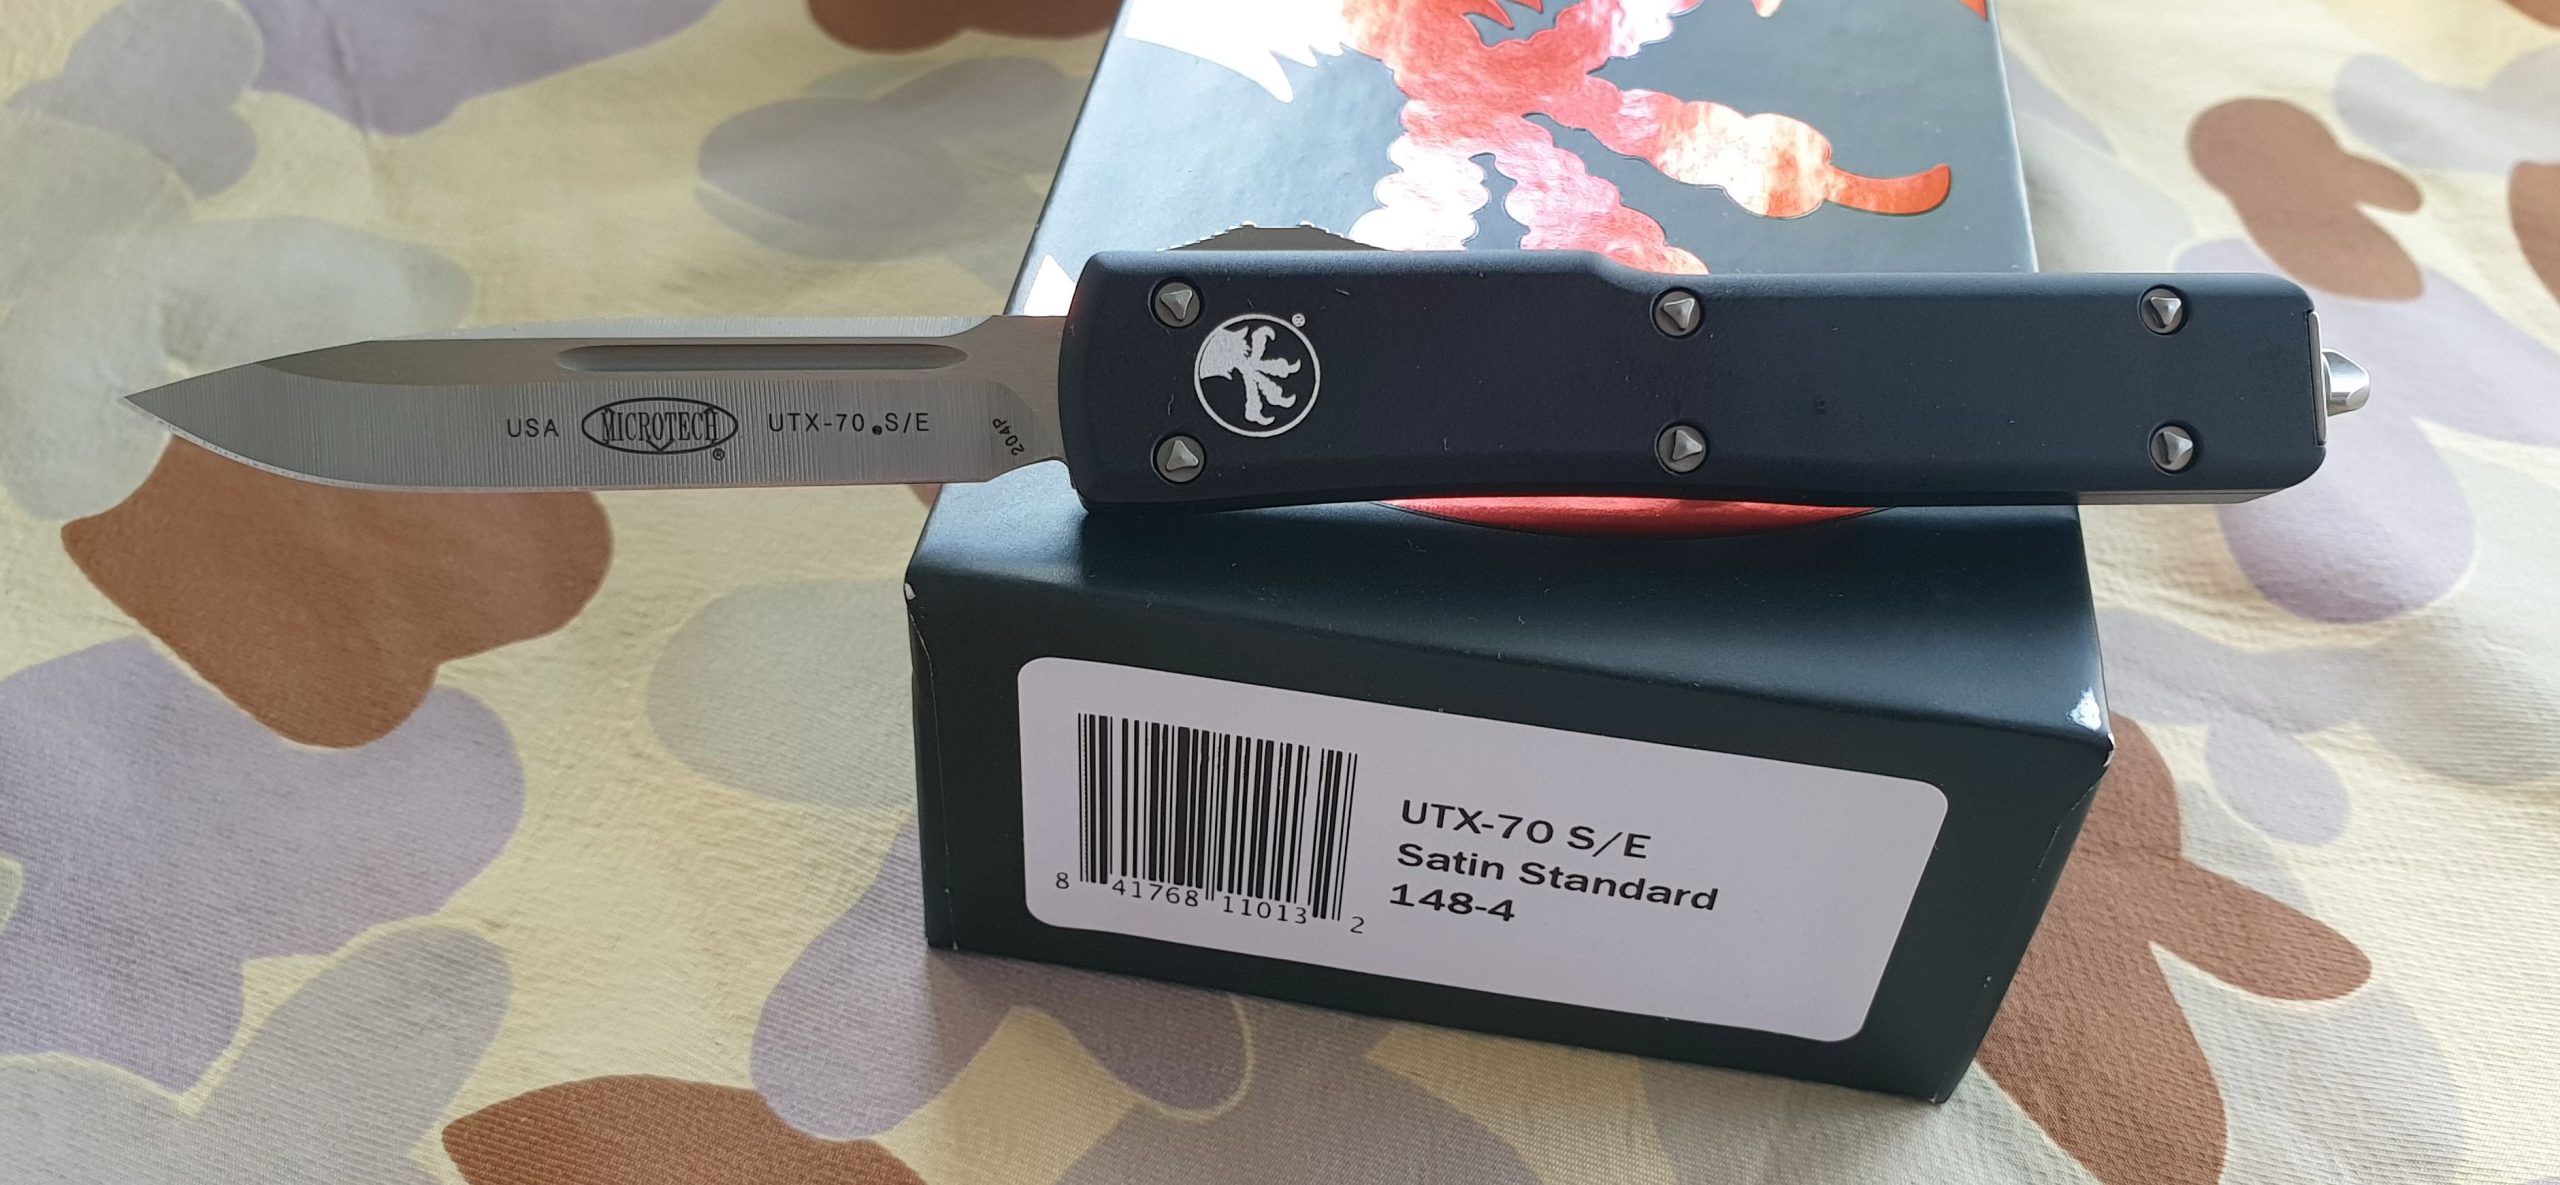 USA MICROTECH® UTX-70 S/E
204P
®
UTX-70 S/E
Satin Standard
148-4
8 41768 11013 2